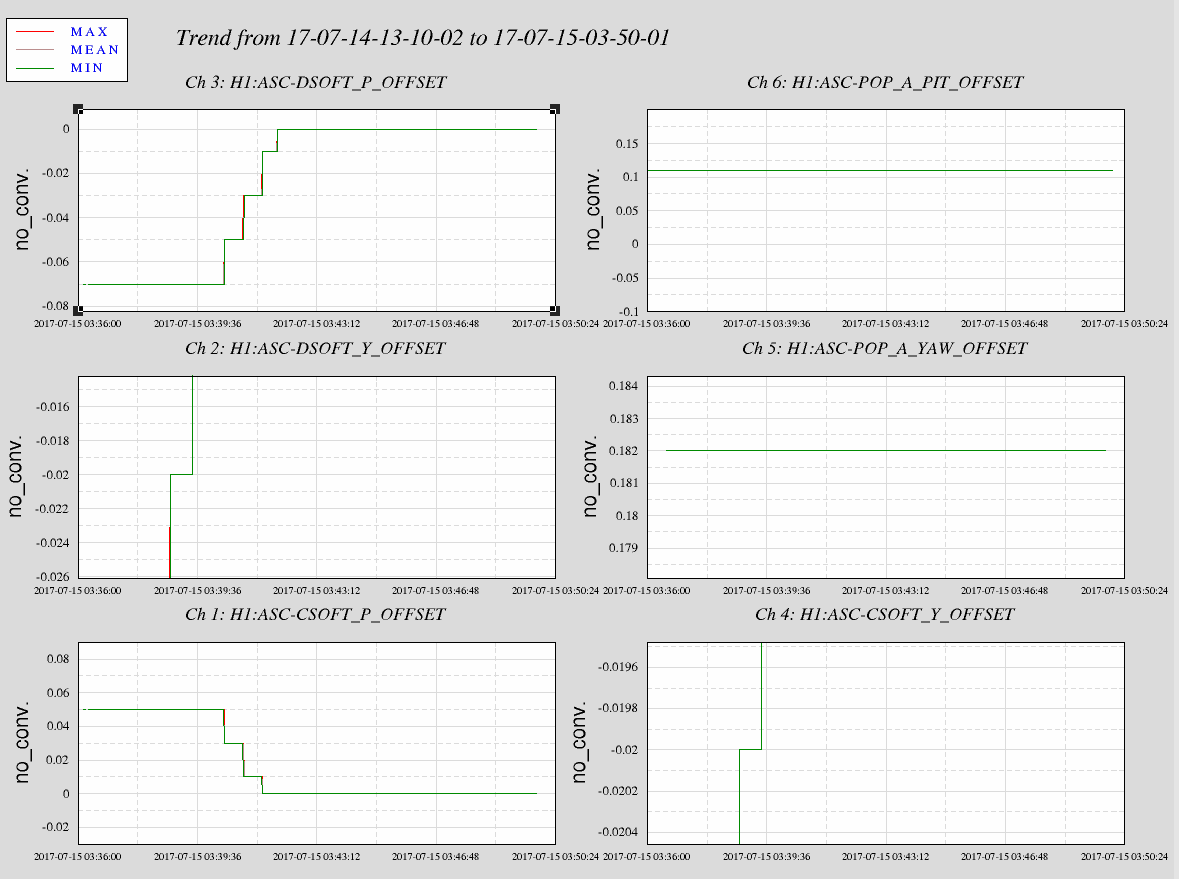 MAX
MEAN
MIN
Trend from 17-07-14-13-10-02 to 17-07-15-03-50-01
Ch 3: H1:ASC-DSOFT_P_OFFSET
no_conv.
0
-0.02
-0.04
-0.06
-0.08
2017-07-15 03:36:00 2017-07-15 03:39:36 2017-07-15 03:43:12 2017-07-15 03:46:48 2017-07-15 03:50:24
Ch 6: H1:ASC-POP_A_PIT_OFFSET
no_conv.
0.15
0.1
0.05
0
-0.05
-0.1
2017-07-15 03:36:00 2017-07-15 03:39:36 2017-07-15 03:43:12 2017-07-15 03:46:48 2017-07-15 03:50:24
Ch 2: H1:ASC-DSOFT_Y_OFFSET
no_conv.
-0.016
-0.018
-0.02
-0.022
-0.024
-0.026
2017-07-15 03:36:00 2017-07-15 03:39:36 2017-07-15 03:43:12 2017-07-15 03:46:48 2017-07-15 03:50:24
Ch 5: H1:ASC-POP_A_YAW_OFFSET
no_conv.
0.184
0.183
0.182
0.181
0.18
0.179
2017-07-15 03:36:00 2017-07-15 03:39:36 2017-07-15 03:43:12 2017-07-15 03:46:48 2017-07-15 03:50:24
Ch 1: H1:ASC-CSOFT_P_OFFSET
no_conv.
0.08
0.06
0.04
0.02
0
-0.02
2017-07-15 03:36:00 2017-07-15 03:39:36 2017-07-15 03:43:12 2017-07-15 03:46:48 2017-07-15 03:50:24
Ch 4: H1:ASC-CSOFT_Y_OFFSET
no_conv.
-0.0196
-0.0198
-0.02
-0.0202
-0.0204
2017-07-15 03:36:00 2017-07-15 03:39:36 2017-07-15 03:43:12 2017-07-15 03:46:48 2017-07-15 03:50:24